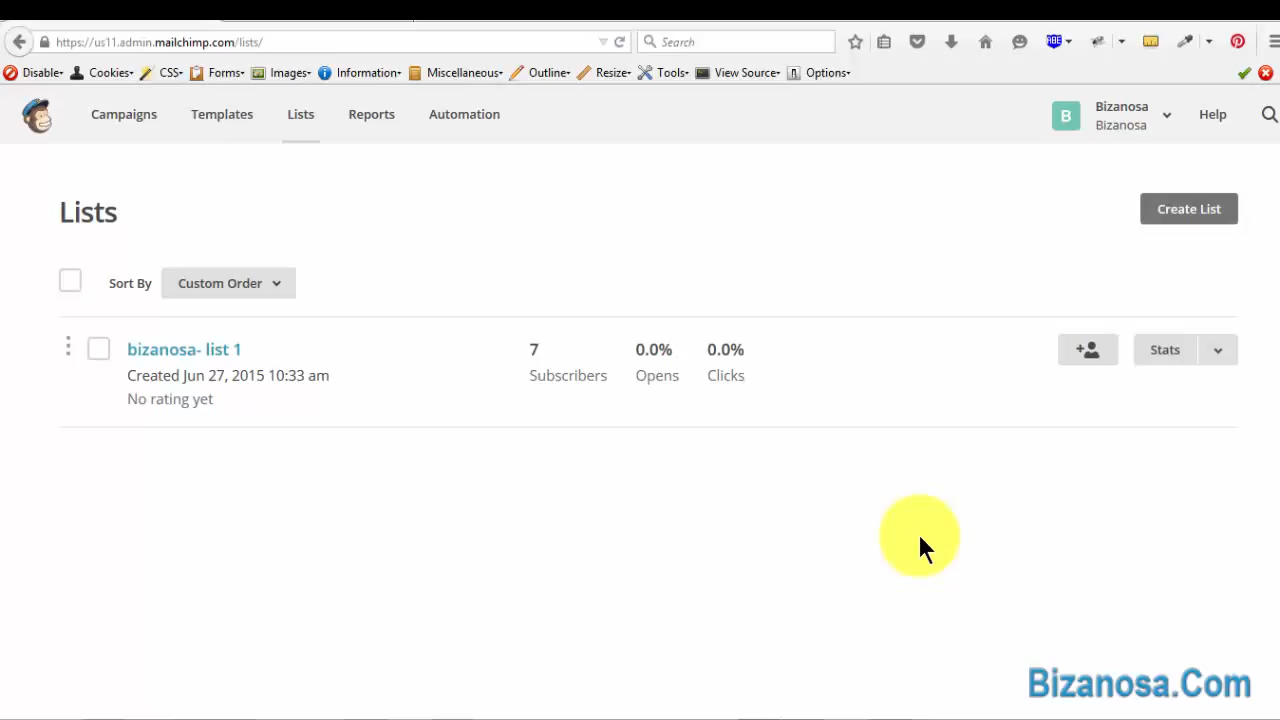 https://us11.admin.mailchimp.com/lists/
Search
Disable
Cookies
CSS
Forms
Images
Information
Miscellaneous
Outline
Resize
Tools
View Source
Options
Campaigns
Templates
Lists
Reports
Automation
B
Bizanosa
Bizanosa
Help
Lists
Create List
Sort By
Custom Order
bizanosa- list 1
Created Jun 27, 2015 10:33 am
No rating yet
7
Subscribers
0.0%
Opens
0.0%
Clicks
Stats
Bizanosa.Com